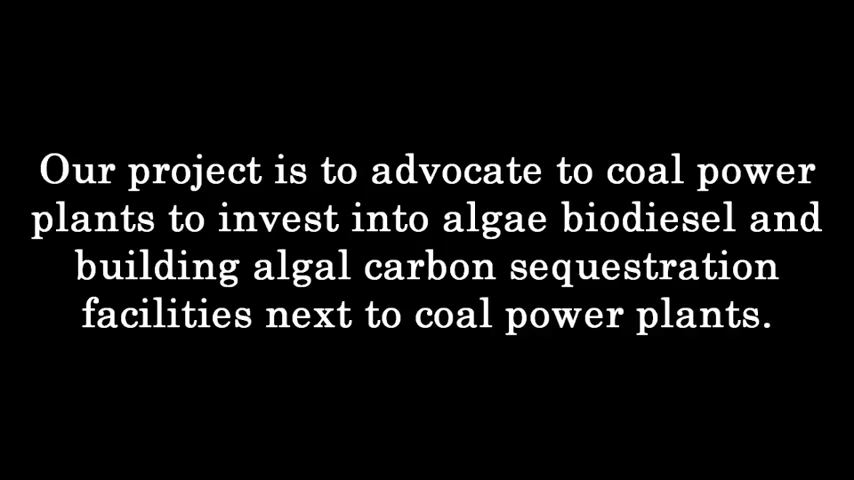 Our project is to advocate to coal power
plants to invest into algae biodiesel and
building algal carbon sequestration
facilities next to coal power plants.